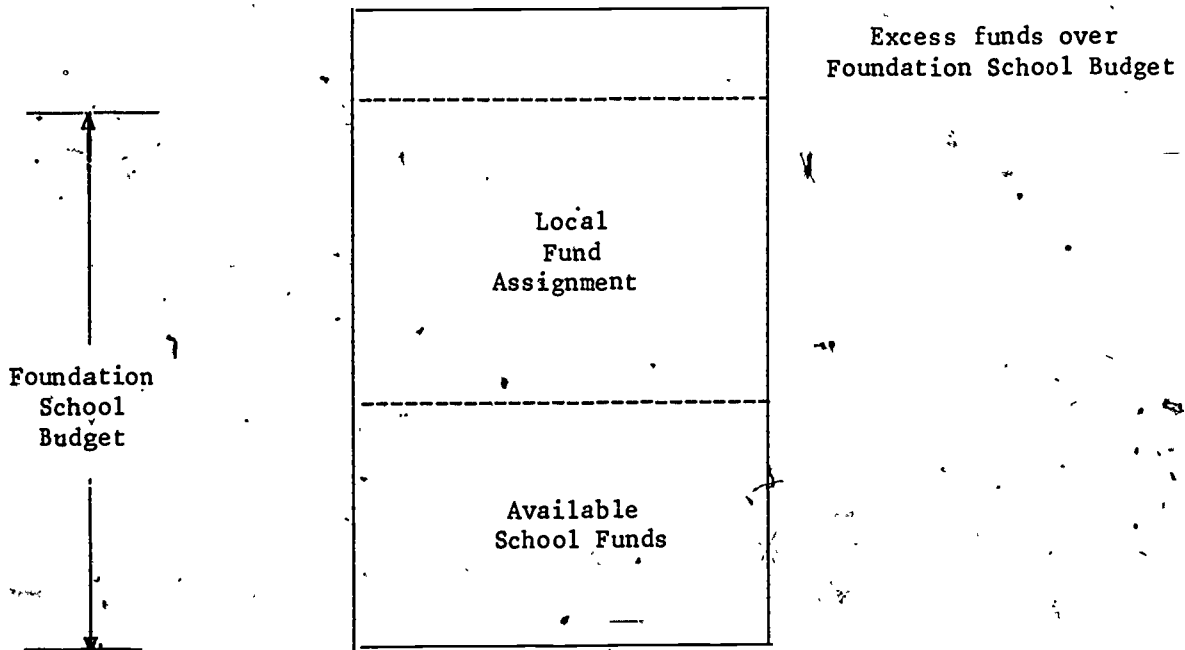 Excess funds over
Foundation School Budget
Local
Fund
Assignment
Foundation
School
Budget
Available
School Funds